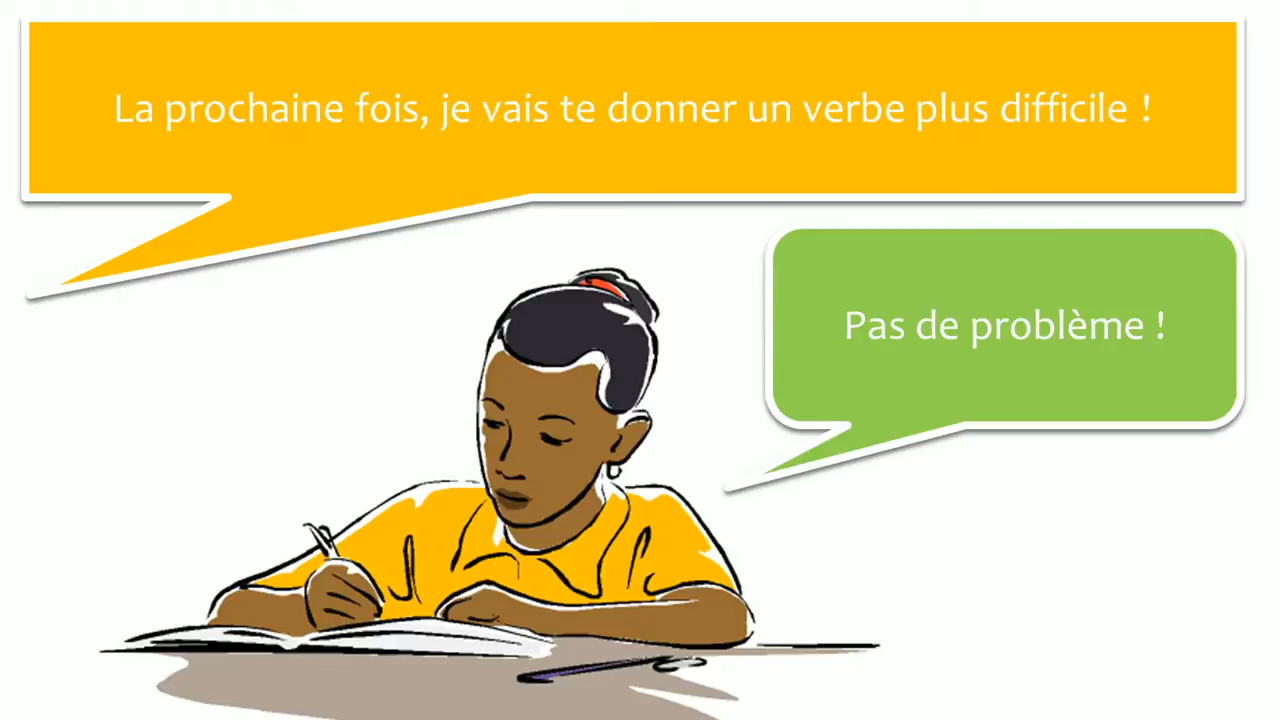 La prochaine fois, je vais te donner un verbe plus difficile !
Pas de problème !